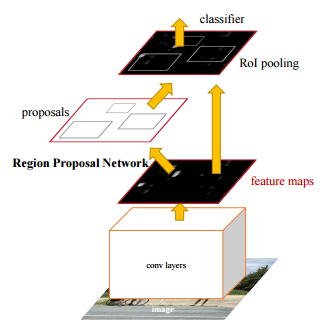 classifier
RoI pooling
proposals
Region Proposal Network
feature maps
conv layers
image